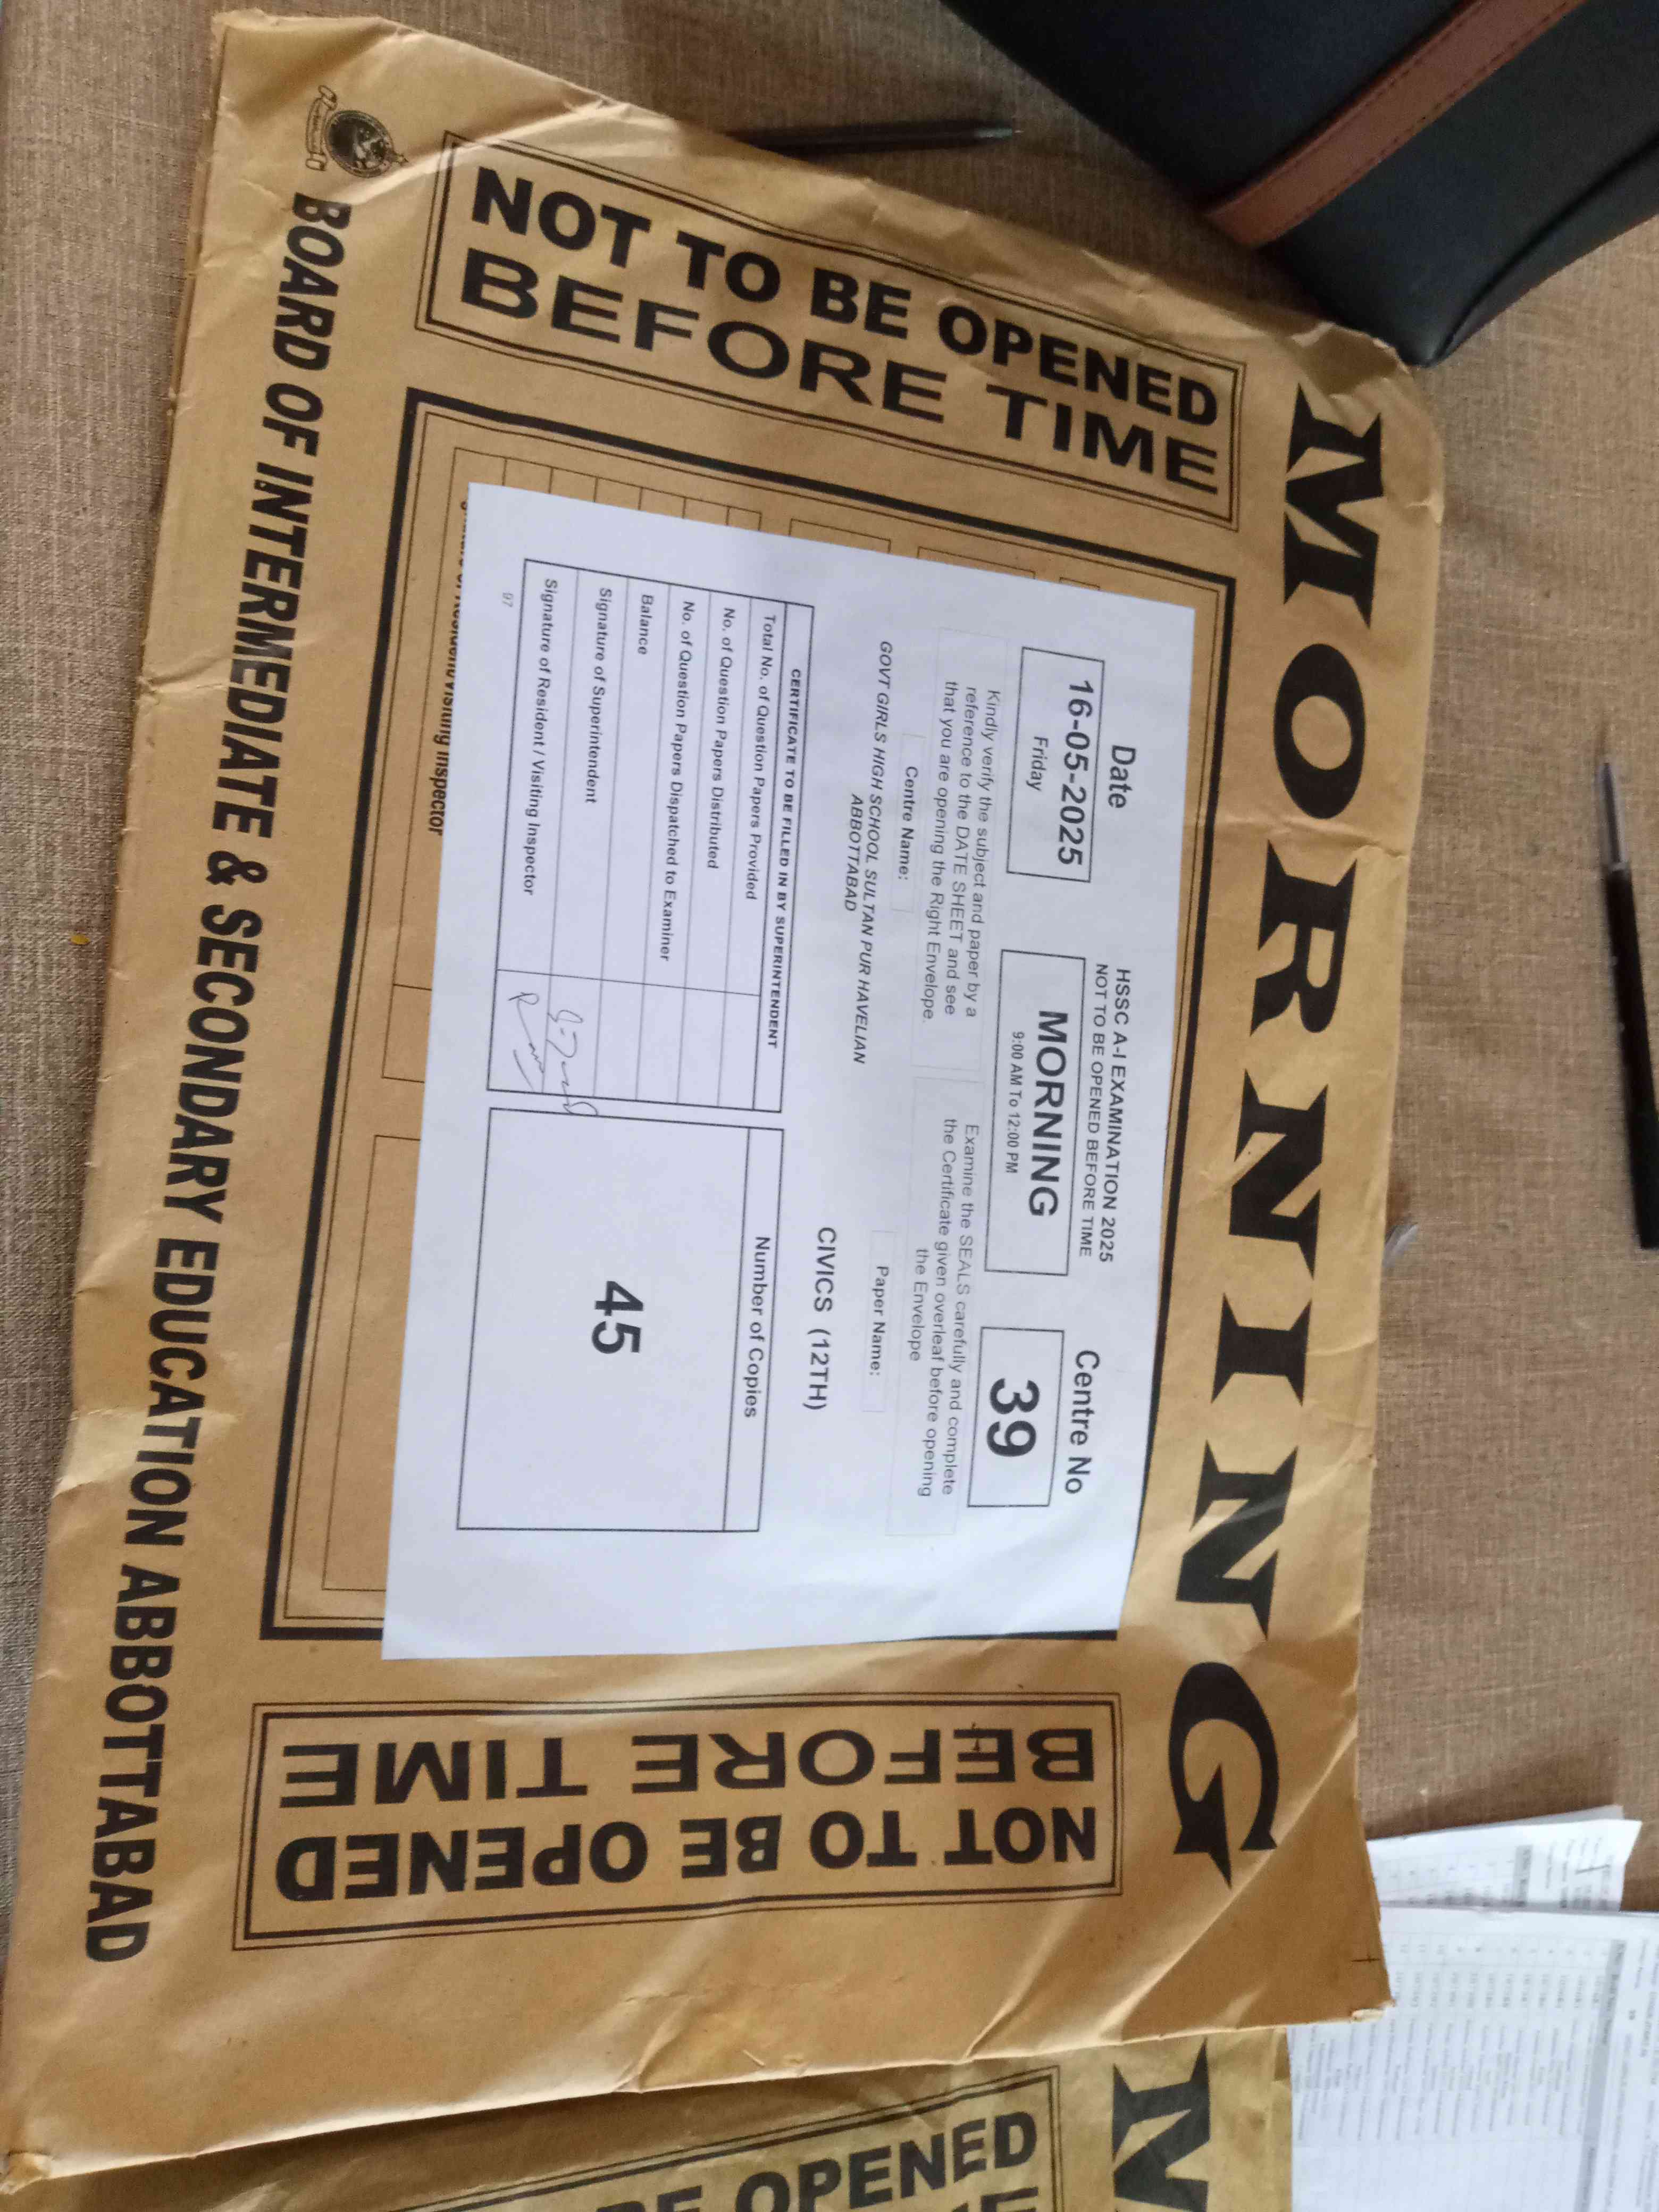 MORNING
NOT TO BE OPENED
BEFORE TIME
Date
16-05-2025
Friday
HSSC A-I EXAMINATION 2025
NOT TO BE OPENED BEFORE TIME
MORNING
9:00 AM To 12:00 PM
Centre No
39
Kindly verify the subject and paper by a
reference to the DATE SHEET and see
that you are opening the Right Envelope.
Examine the SEALS carefully and complete
the Certificate given overleaf before opening
the Envelope
Centre Name:
GOVT GIRLS HIGH SCHOOL SULTAN PUR HAVELIAN
ABBOTTABAD
Paper Name:
CIVICS (12TH)
CERTIFICATE TO BE FILLED IN BY SUPERINTENDENT
Total No. of Question Papers Provided
No. of Question Papers Distributed
No. of Question Papers Dispatched to Examiner
Balance
Signature of Superintendent
Signature of Resident / Visiting Inspector
97
Number of Copies
45
Visiting Inspector
NOT TO BE OPENED
BEFORE TIME
BOARD OF INTERMEDIATE & SECONDARY EDUCATION ABBOTTABAD
OPENED